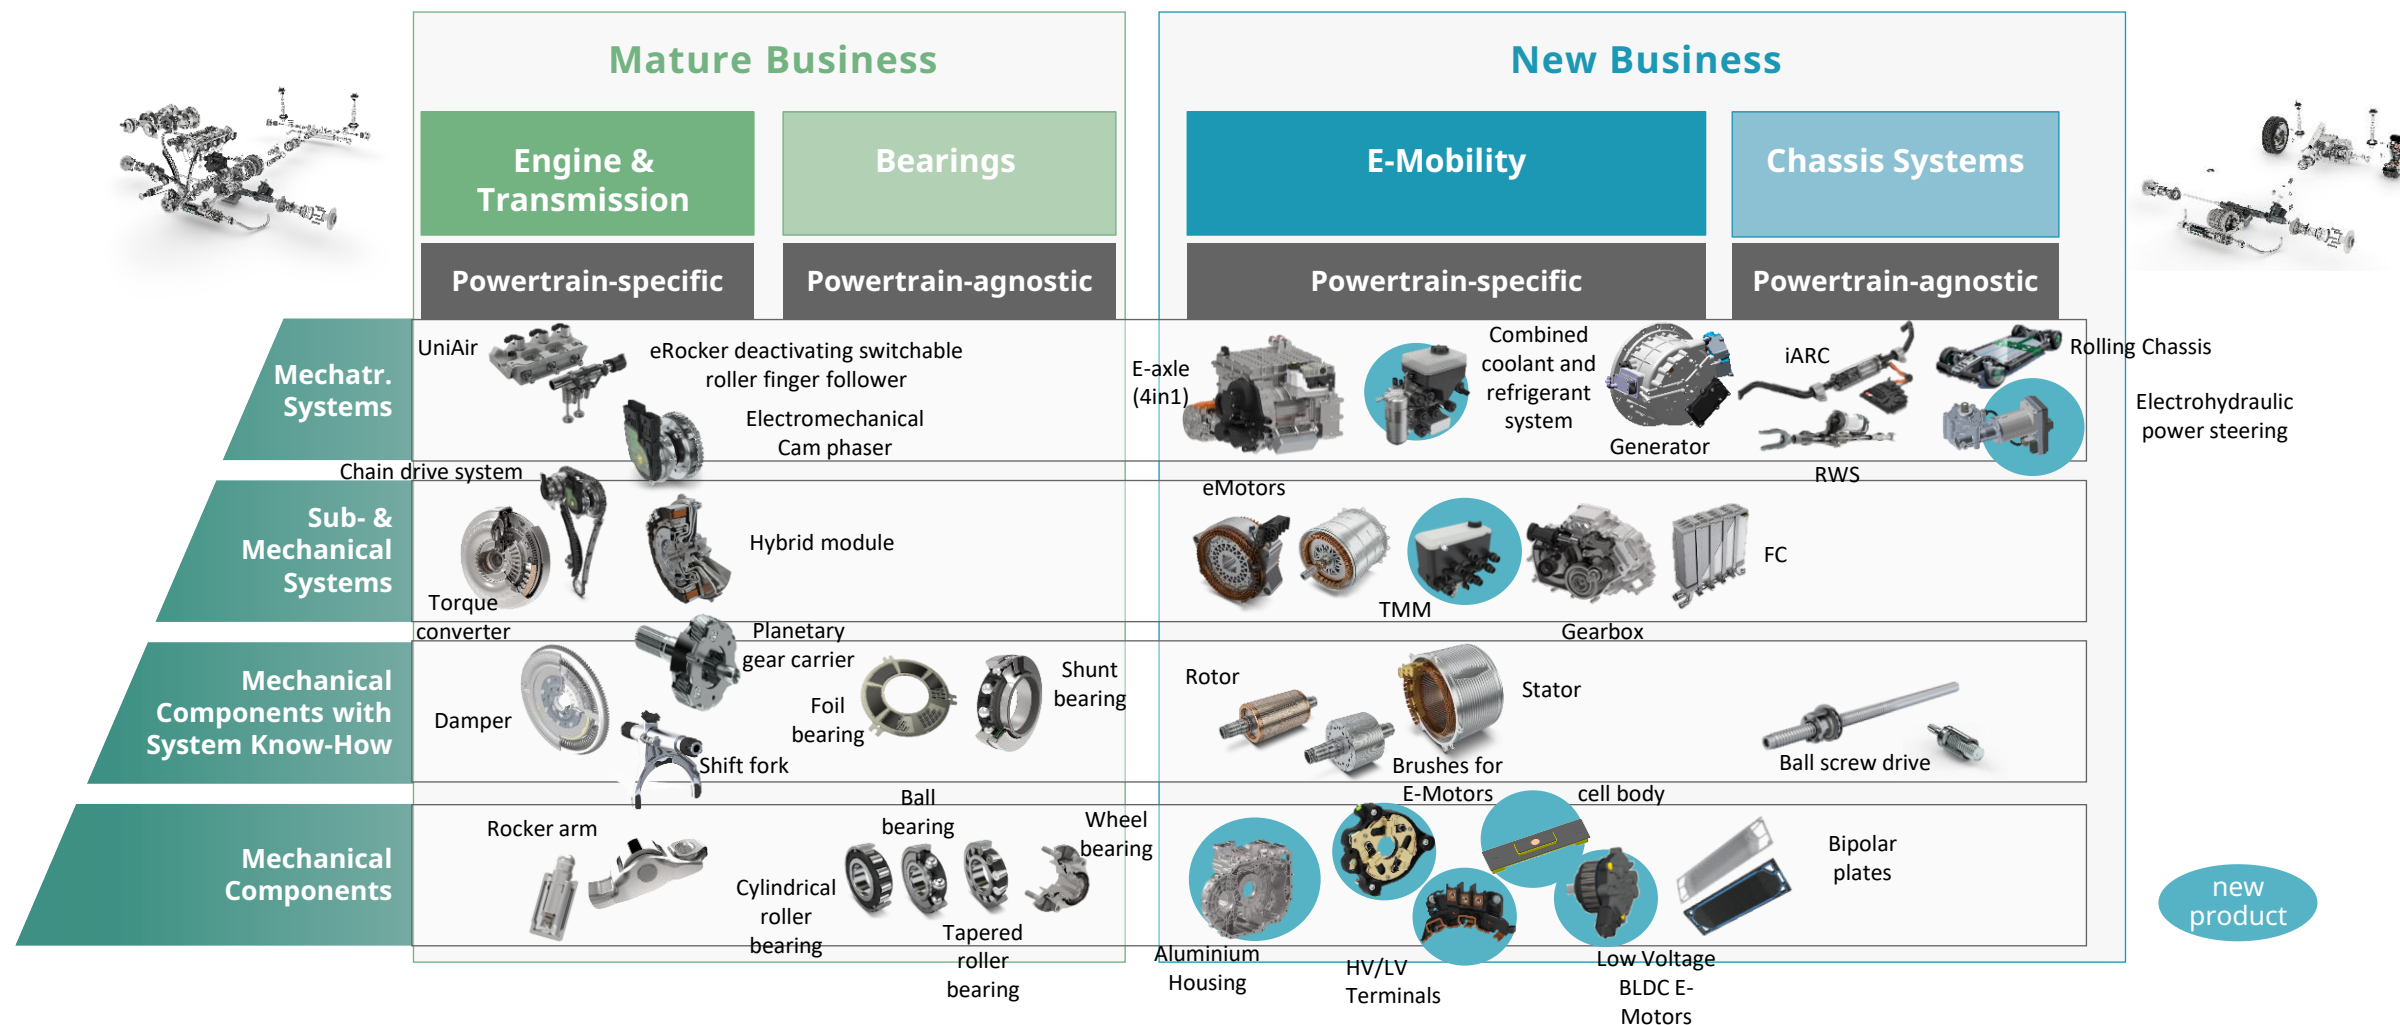 Mature Business
New Business
Engine &
Transmission
Bearings
E-Mobility
Chassis Systems
Powertrain-specific
Powertrain-agnostic
Powertrain-specific
Powertrain-agnostic
Mechatr.
Systems
UniAir
eRocker deactivating switchable
roller finger follower
Electromechanical
Cam phaser
E-axle
(4in1)
Combined
coolant and
refrigerant
system
Generator
iARC
RWS
Rolling Chassis
Electrohydraulic
power steering
Sub- &
Mechanical
Systems
Chain drive system
Torque
converter
Hybrid module
eMotors
TMM
Gearbox
FC
Mechanical
Components with
System Know-How
Damper
Planetary
gear carrier
Shift fork
Foil
bearing
Shunt
bearing
Rotor
Stator
Ball screw drive
Mechanical
Components
Rocker arm
Cylindrical
roller
bearing
Ball
bearing
Tapered
roller
bearing
Wheel
bearing
Aluminium
Housing
Brushes for
E-Motors
HV/LV
Terminals
cell body
Low Voltage
BLDC E-
Motors
Bipolar
plates
new
product